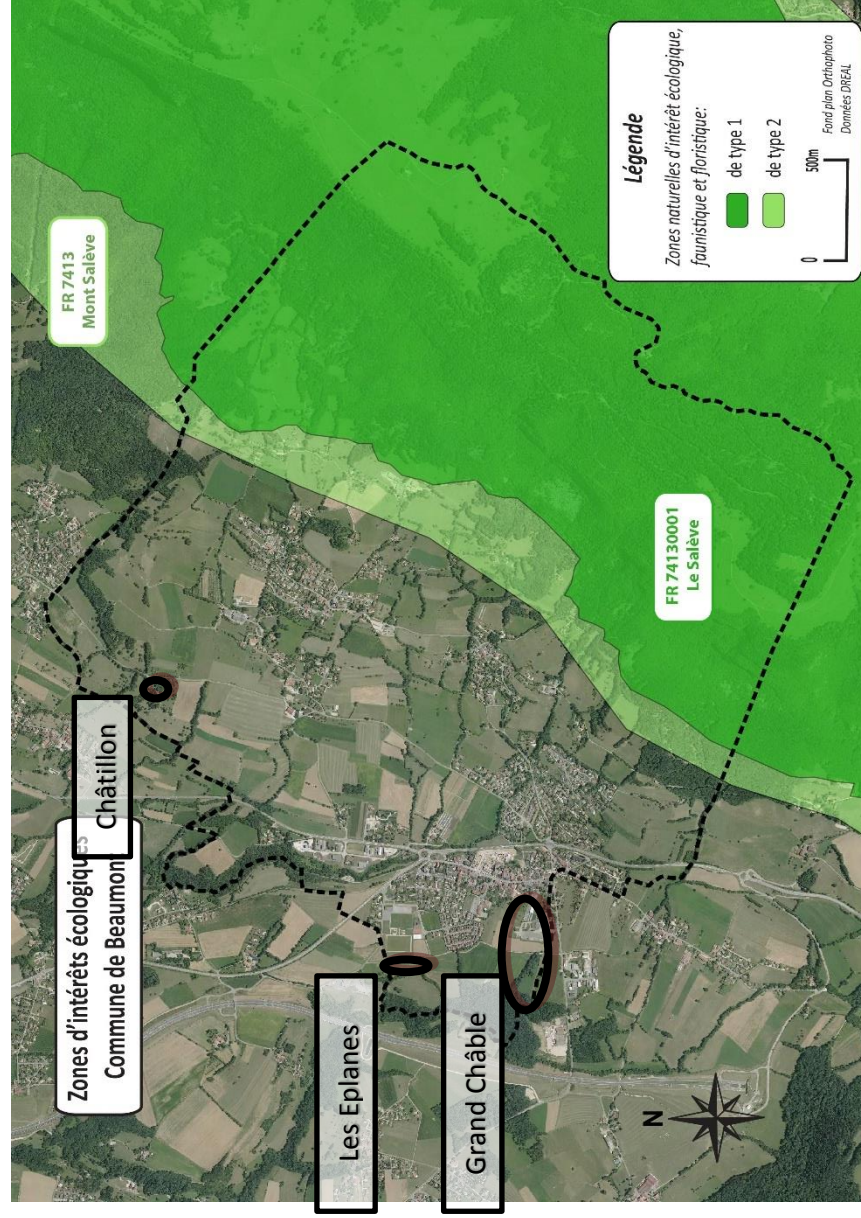 Zones d'intérêts écologiques
Commune de Beaumont
Châtillon
Les Eplanes
Grand Châble
FR 7413
Mont Salève
FR 74130001
Le Salève
Légende
Zones naturelles d'intérêt écologique,
faunistique et floristique:
de type 1
de type 2
0 500m
Fond plan Orthophoto
Données DREAL
N